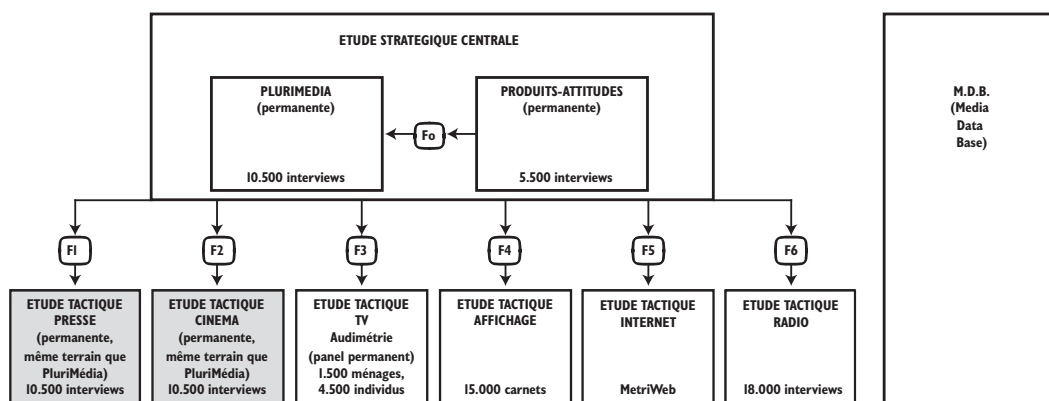 ETUDE STRATEGIQUE CENTRALE
PLURIMEDIA
(permanente)
10.500 interviews
Fo
PRODUITS-ATTITUDES
(permanente)
5.500 interviews
M.D.B.
(Media
Data
Base)
F1
F2
F3
F4
F5
F6
ETUDE TACTIQUE
PRESSE
(permanente,
même terrain que
PluriMédia)
10.500 interviews
ETUDE TACTIQUE
CINEMA
(permanente,
même terrain que
PluriMédia)
10.500 interviews
ETUDE TACTIQUE
TV
Audimétrie
(panel permanent)
1.500 ménages,
4.500 individus
ETUDE TACTIQUE
AFFICHAGE
15.000 carnets
ETUDE TACTIQUE
INTERNET
MetriWeb
ETUDE TACTIQUE
RADIO
18.000 interviews